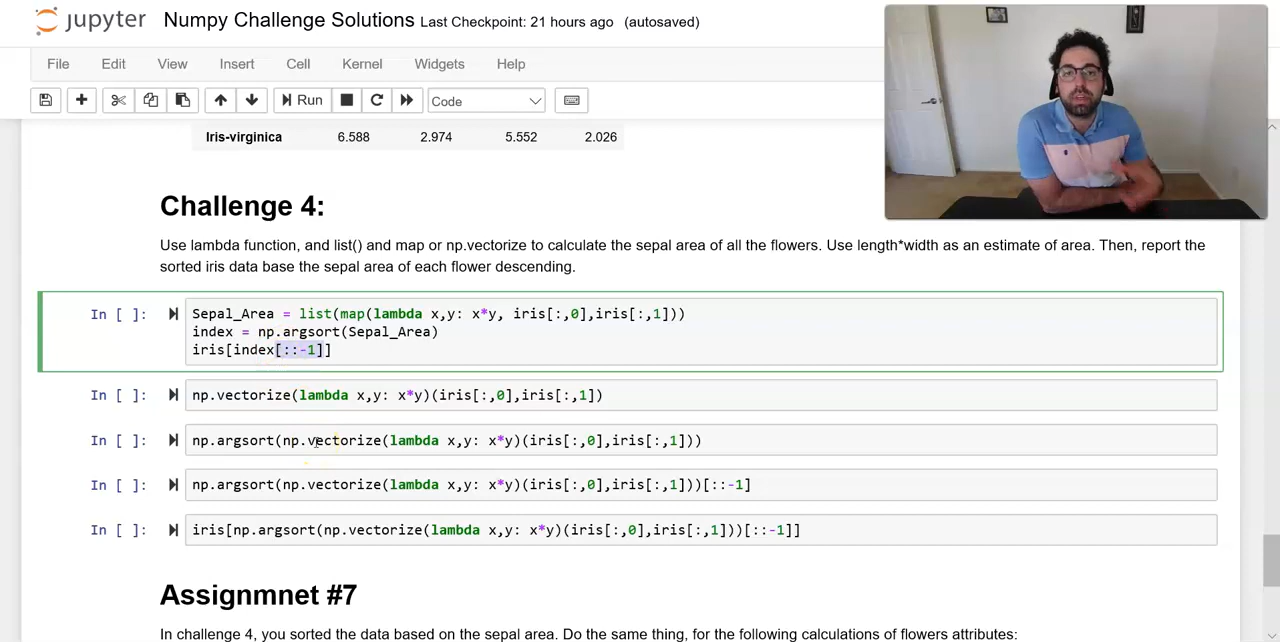 jupyter Numpy Challenge Solutions Last Checkpoint: 21 hours ago (autosaved)
File Edit View Insert Cell Kernel Widgets Help
Run Code
Iris-virginica 6.588 2.974 5.552 2.026
Challenge 4:
Use lambda function, and list() and map or np.vectorize to calculate the sepal area of all the flowers. Use length*width as an estimate of area. Then, report the
sorted iris data base the sepal area of each flower descending.
In [ ]: Sepal_Area = list(map(lambda x,y: x*y, iris[:,0],iris[:,1]))
index = np.argsort(Sepal_Area)
iris[index[::-1]]
In [ ]: np.vectorize(lambda x,y: x*y)(iris[:,0],iris[:,1])
In [ ]: np.argsort(np.vectorize(lambda x,y: x*y)(iris[:,0],iris[:,1]))
In [ ]: np.argsort(np.vectorize(lambda x,y: x*y)(iris[:,0],iris[:,1]))[::-1]
In [ ]: iris[np.argsort(np.vectorize(lambda x,y: x*y)(iris[:,0],iris[:,1]))[::-1]]
Assignmnet #7
In challenge 4, you sorted the data based on the sepal area. Do the same thing, for the following calculations of flowers attributes: